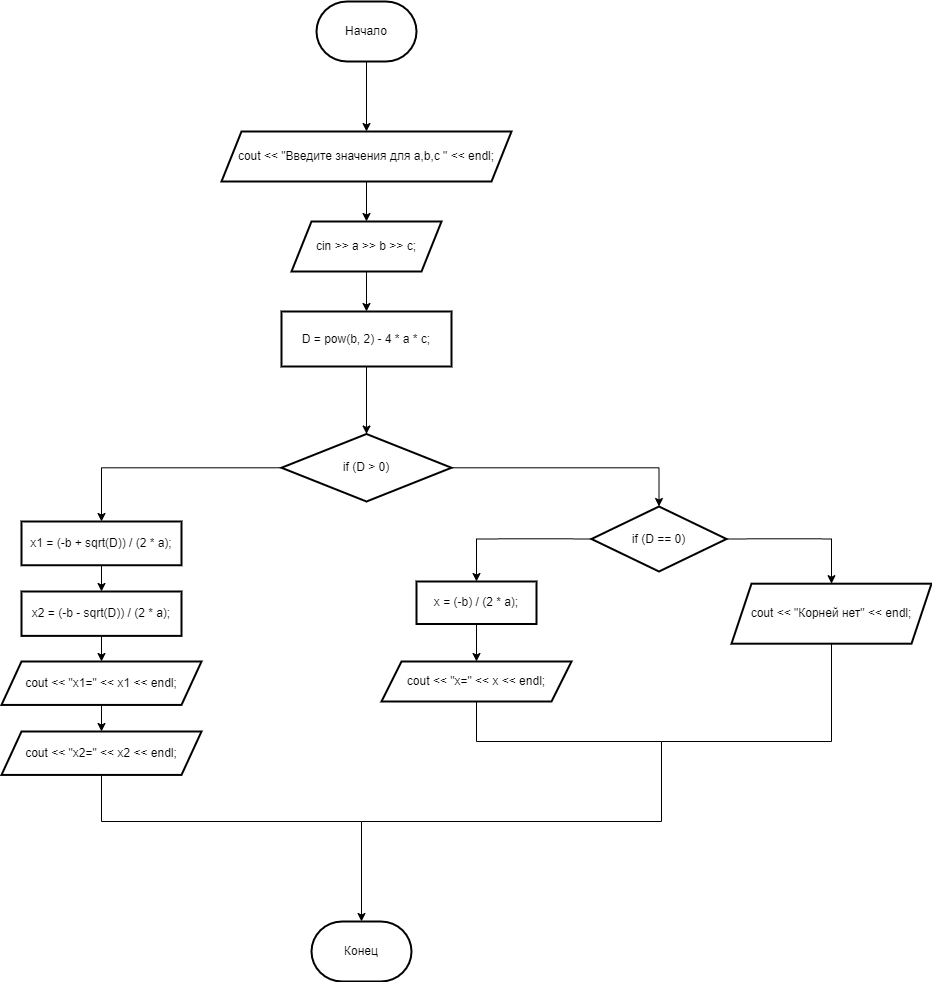 Начало
cout << "Введите значения для a,b,c " << endl;
cin >> a >> b >> c;
D = pow(b, 2) - 4 * a * c;
if (D > 0)
x1 = (-b + sqrt(D)) / (2 * a);
x2 = (-b - sqrt(D)) / (2 * a);
cout << "x1=" << x1 << endl;
cout << "x2=" << x2 << endl;
if (D == 0)
x = (-b) / (2 * a);
cout << "x=" << x << endl;
cout << "Корней нет" << endl;
Конец